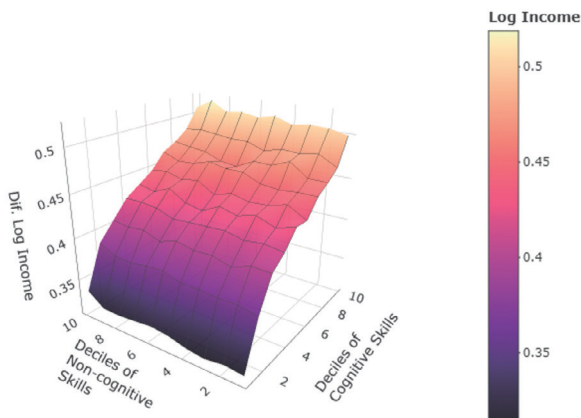 Log Income
0.5
0.45
0.4
0.35
0.5
0.45
0.4
0.35
Dif. Log Income
10
8
6
4
2
Deciles of
Non-cognitive
Skills
10
8
6
4
2
Deciles of
Cognitive Skills